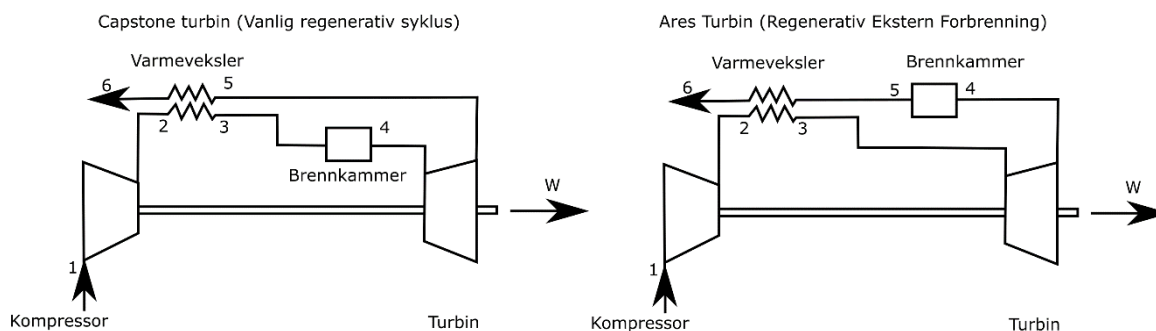 Capstone turbin (Vanlig regenerativ syklus)
Varmeveksler
6
5
2
3
4
Brennkammer
W
1
Kompressor
Turbin
Ares Turbin (Regenerativ Ekstern Forbrenning)
Varmeveksler
Brennkammer
6
5
4
2
3
W
1
Kompressor
Turbin